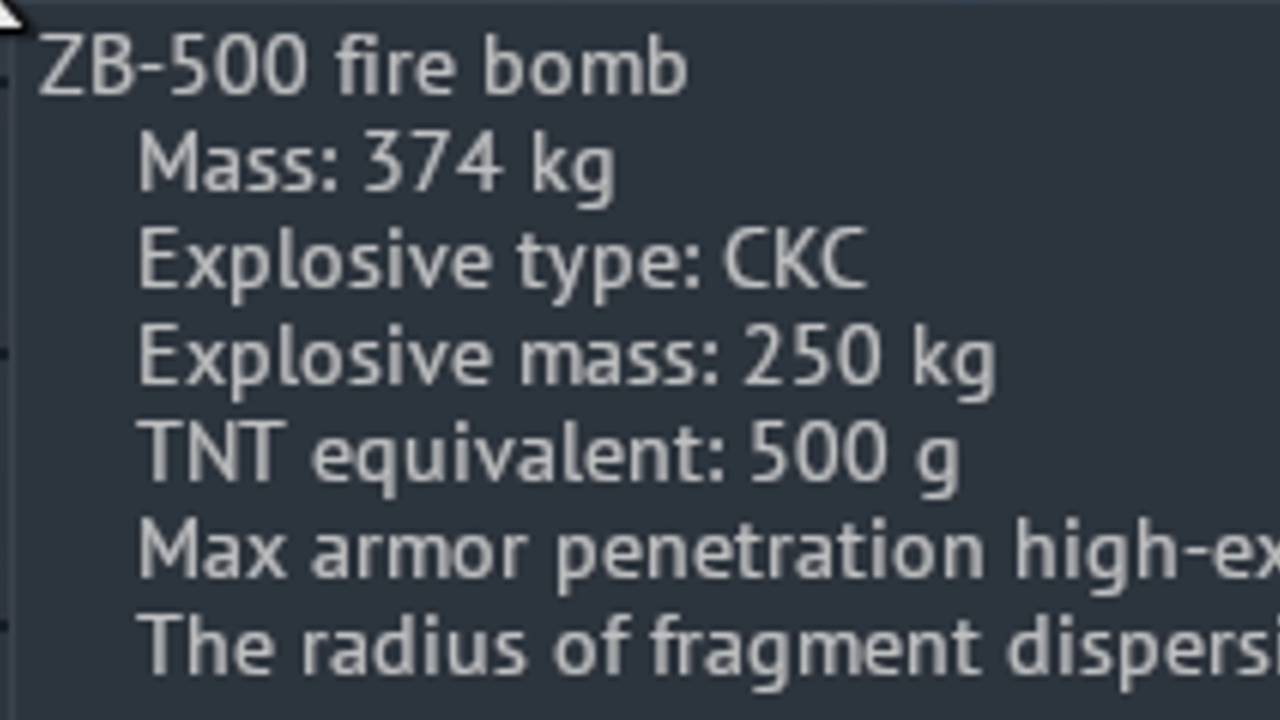 ZB-500 fire bomb
Mass: 374 kg
Explosive type: CKC
Explosive mass: 250 kg
TNT equivalent: 500 g
Max armor penetration high-ex
The radius of fragment dispersi